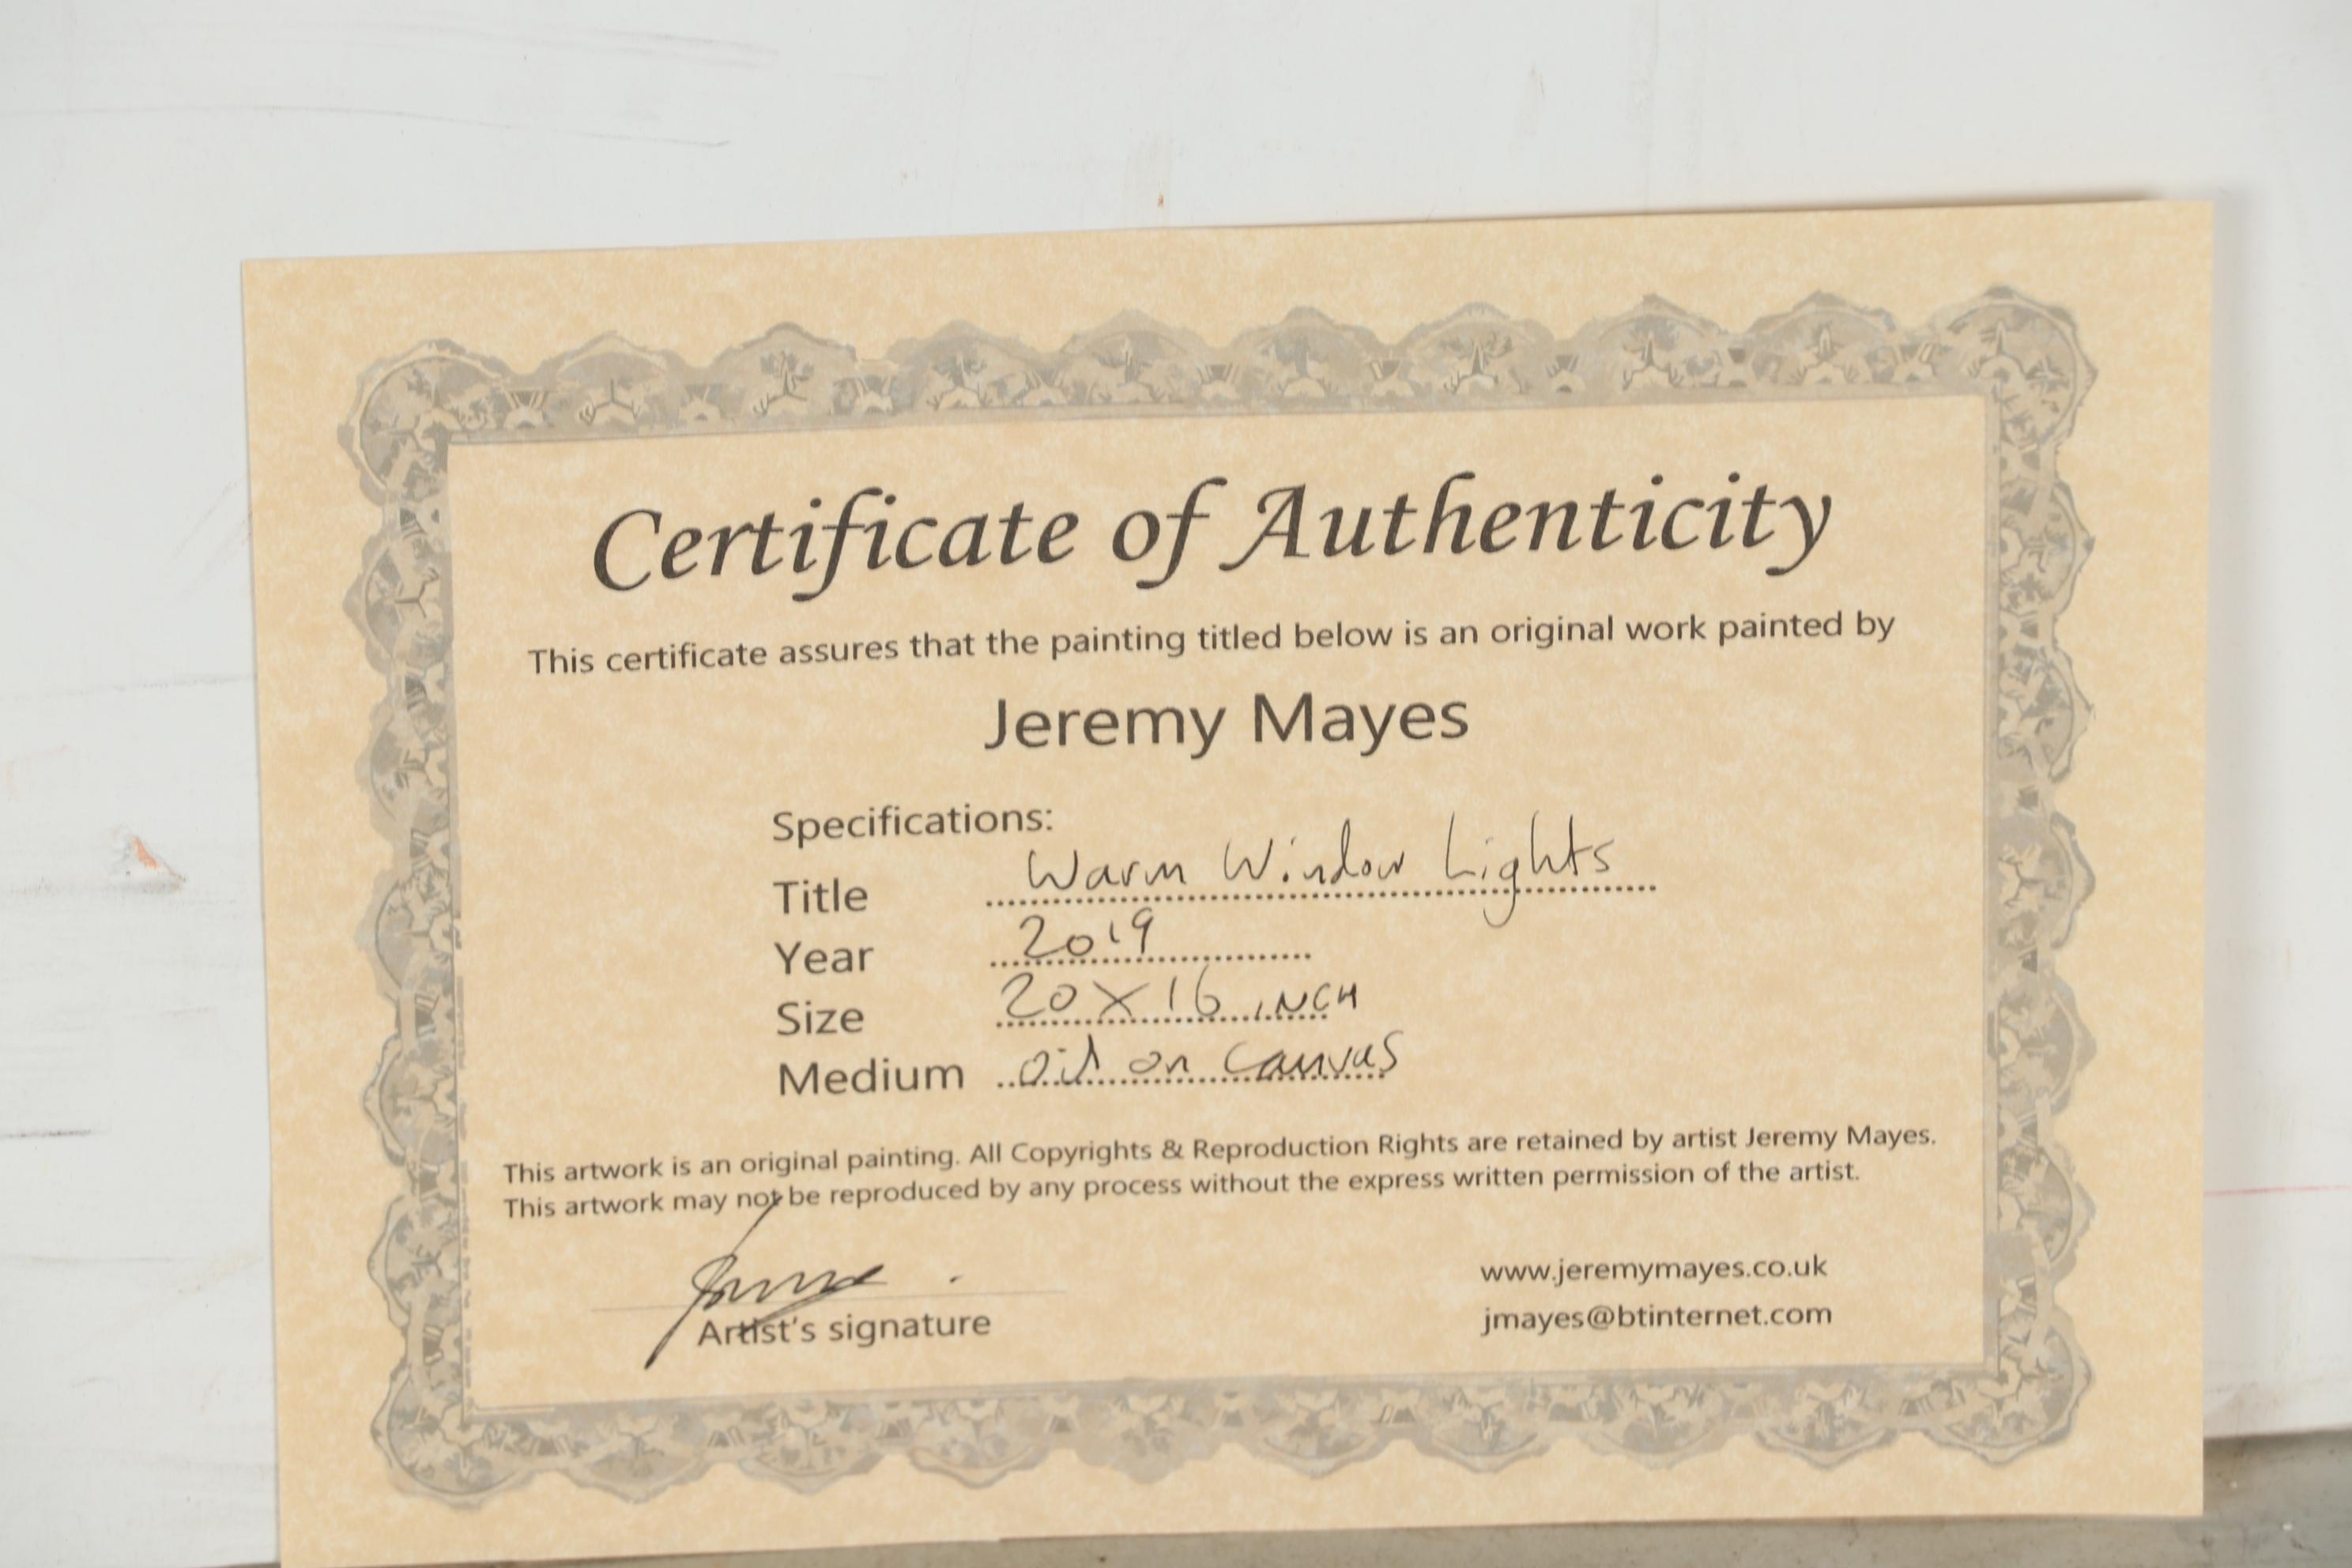 Certificate of Authenticity
This certificate assures that the painting titled below is an original work painted by
Jeremy Mayes
Specifications:
Title Warm Window Lights
Year 2019
Size 20 X 16 INCH
Medium oil on Canvas
This artwork is an original painting. All Copyrights & Reproduction Rights are retained by artist Jeremy Mayes.
This artwork may not be reproduced by any process without the express written permission of the artist.
Artist's signature
www.jeremymayes.co.uk
jmayes@btinternet.com